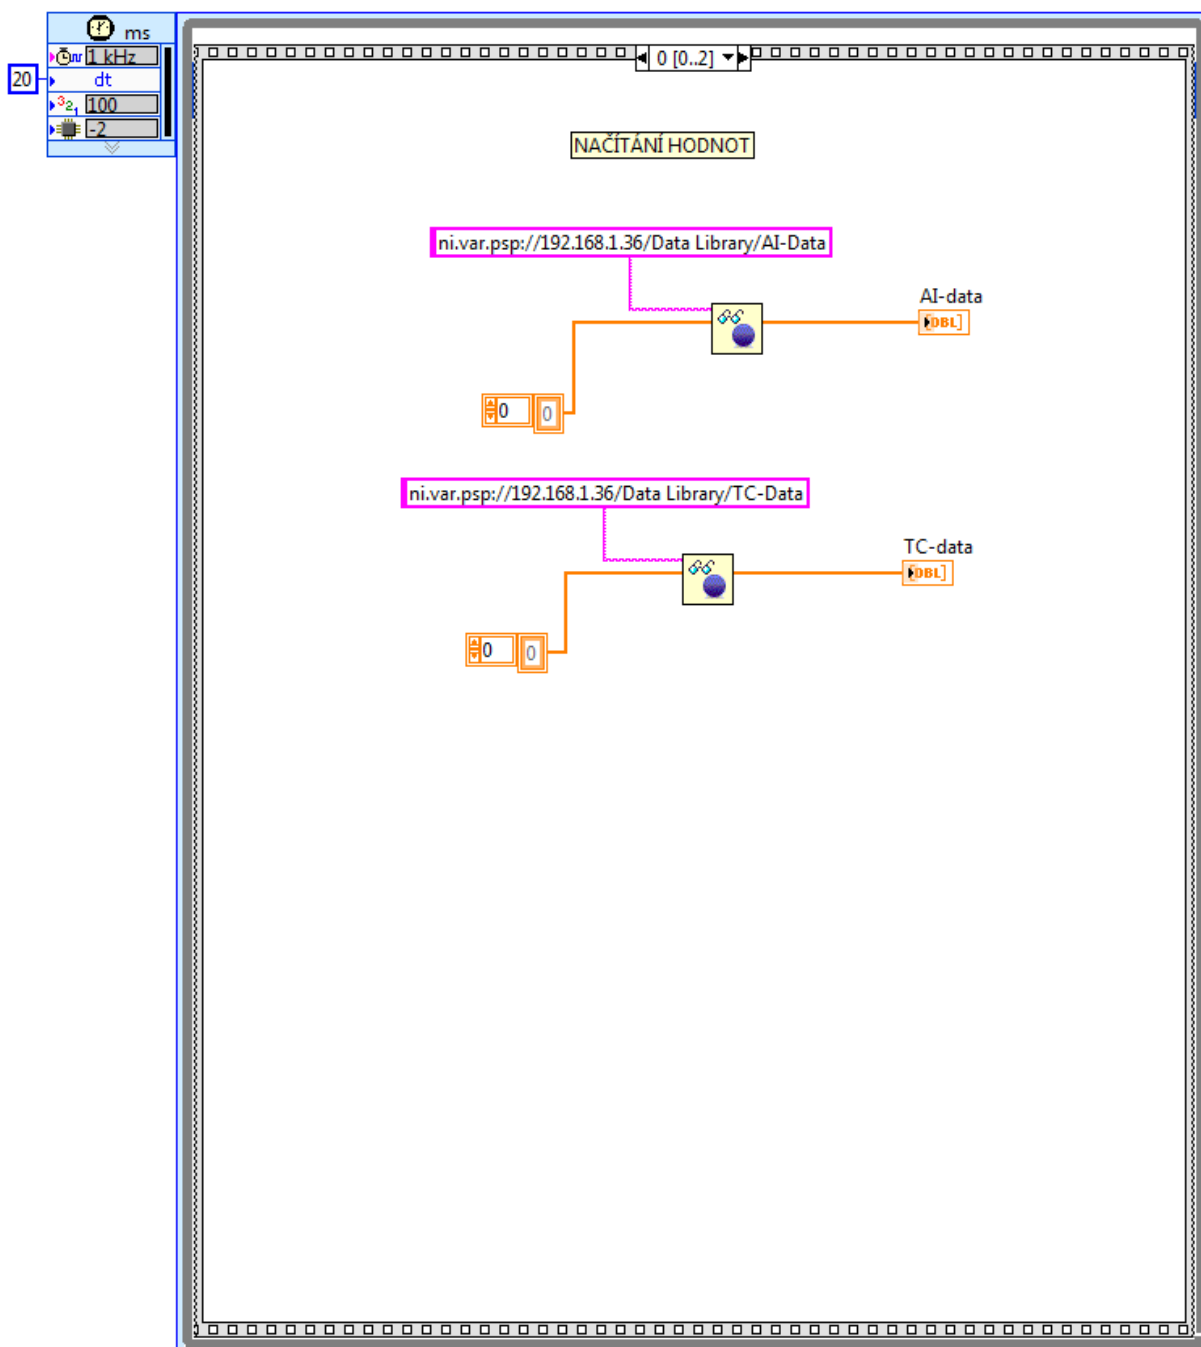 ms
1 kHz
20
dt
321
100
-2
0 [0..2]
NAČÍTÁNÍ HODNOT
ni.var.psp://192.168.1.36/Data Library/AI-Data
AI-data
DBL
0
0
ni.var.psp://192.168.1.36/Data Library/TC-Data
TC-data
DBL
0
0